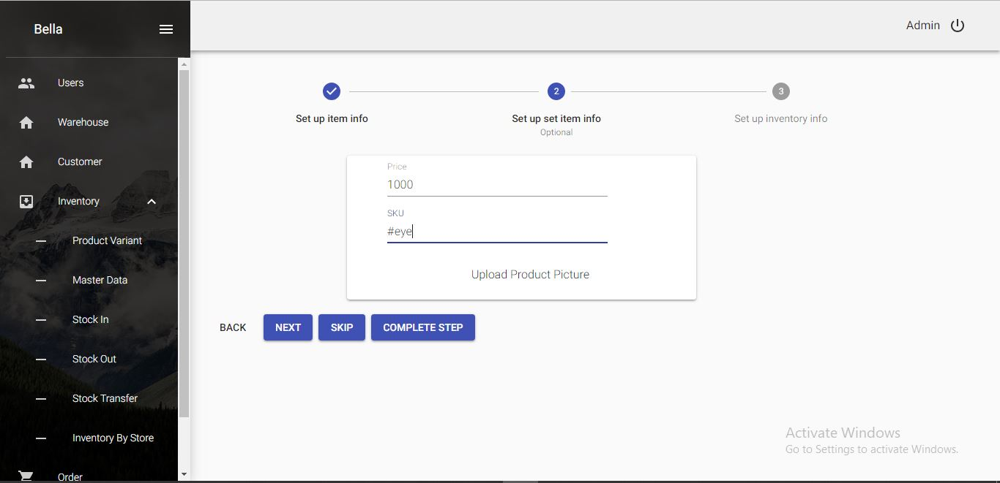 Bella
Admin
Users
Warehouse
Customer
Inventory
Product Variant
Master Data
Stock In
Stock Out
Stock Transfer
Inventory By Store
Order
2
3
Set up item info
Set up set item info
Set up inventory info
Optional
Price
1000
SKU
#eye
Upload Product Picture
BACK NEXT SKIP COMPLETE STEP
Activate Windows
Go to Settings to activate Windows.